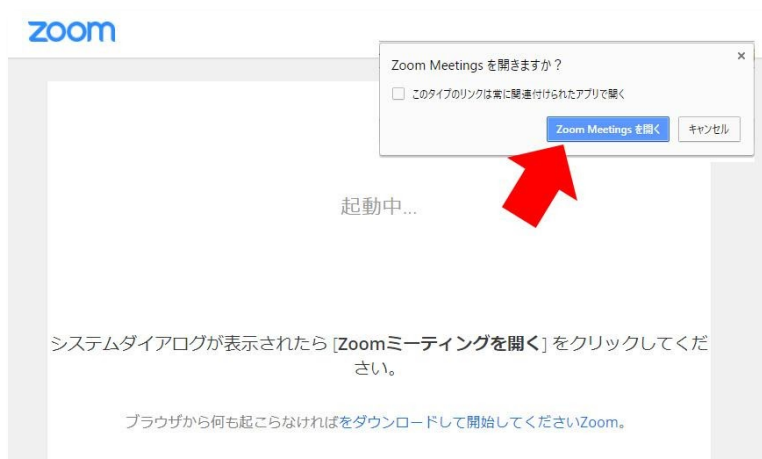 zoom
Zoom Meetings を開きますか？
×
このタイプのリンクは常に関連付けられたアプリで開く
Zoom Meetings を開く
キャンセル
起動中...
システムダイアログが表示されたら [Zoomミーティングを開く] をクリックしてくだ
さい。
ブラウザから何も起こらなければをダウンロードして開始してくださいZoom。